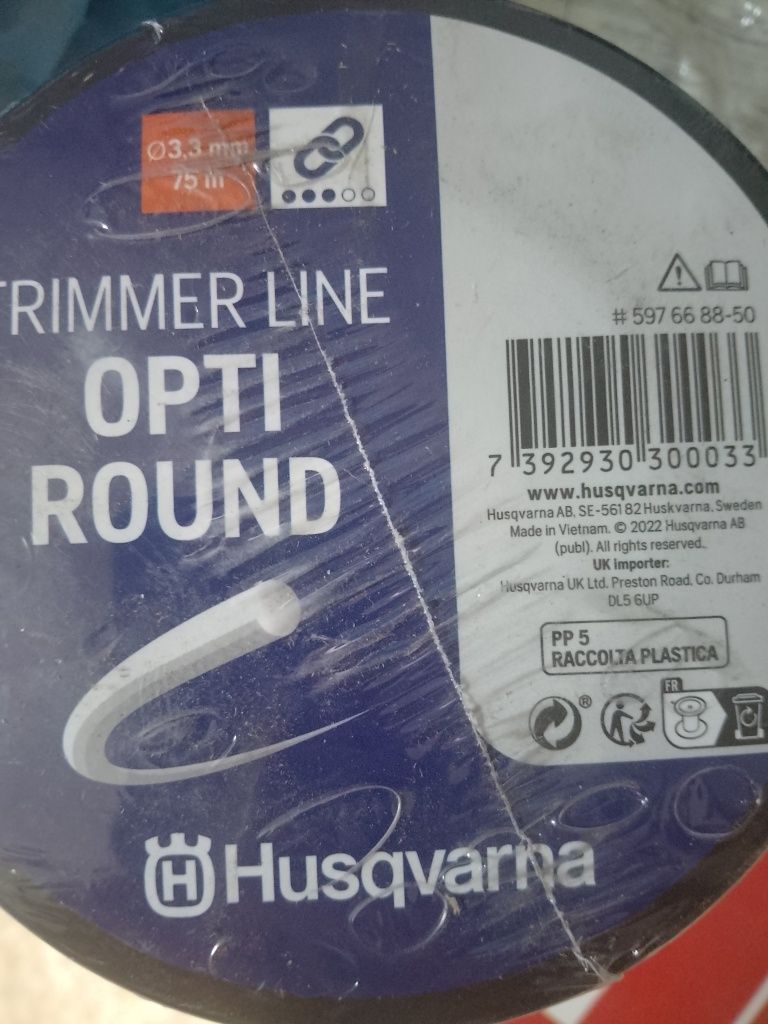 Ø3,3 mm
75 m
TRIMMER LINE
OPTI
ROUND
Husqvarna
# 597 66 88-50
7 392930 300033
www.husqvarna.com
Husqvarna AB, SE-561 82 Huskvarna, Sweden
Made in Vietnam. © 2022 Husqvarna AB
(publ). All rights reserved.
UK importer:
Husqvarna UK Ltd. Preston Road, Co. Durham
DL5 6UP
PP 5
RACCOLTA PLASTICA
®
FR